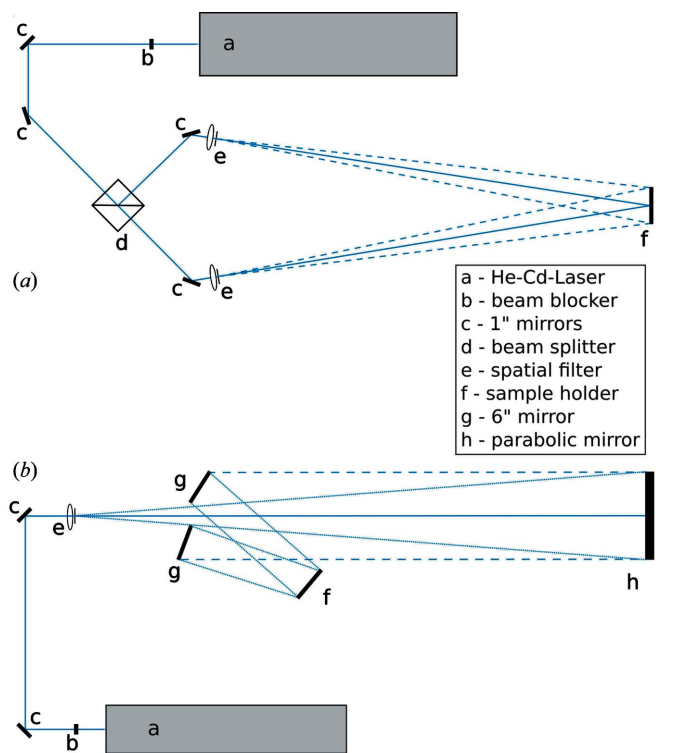 c
b
a
c
c
e
d
f
c
e
(a)
a - He-Cd-Laser
b - beam blocker
c - 1" mirrors
d - beam splitter
e - spatial filter
f - sample holder
g - 6" mirror
h - parabolic mirror
(b)
g
c
e
g
h
f
c
a
b